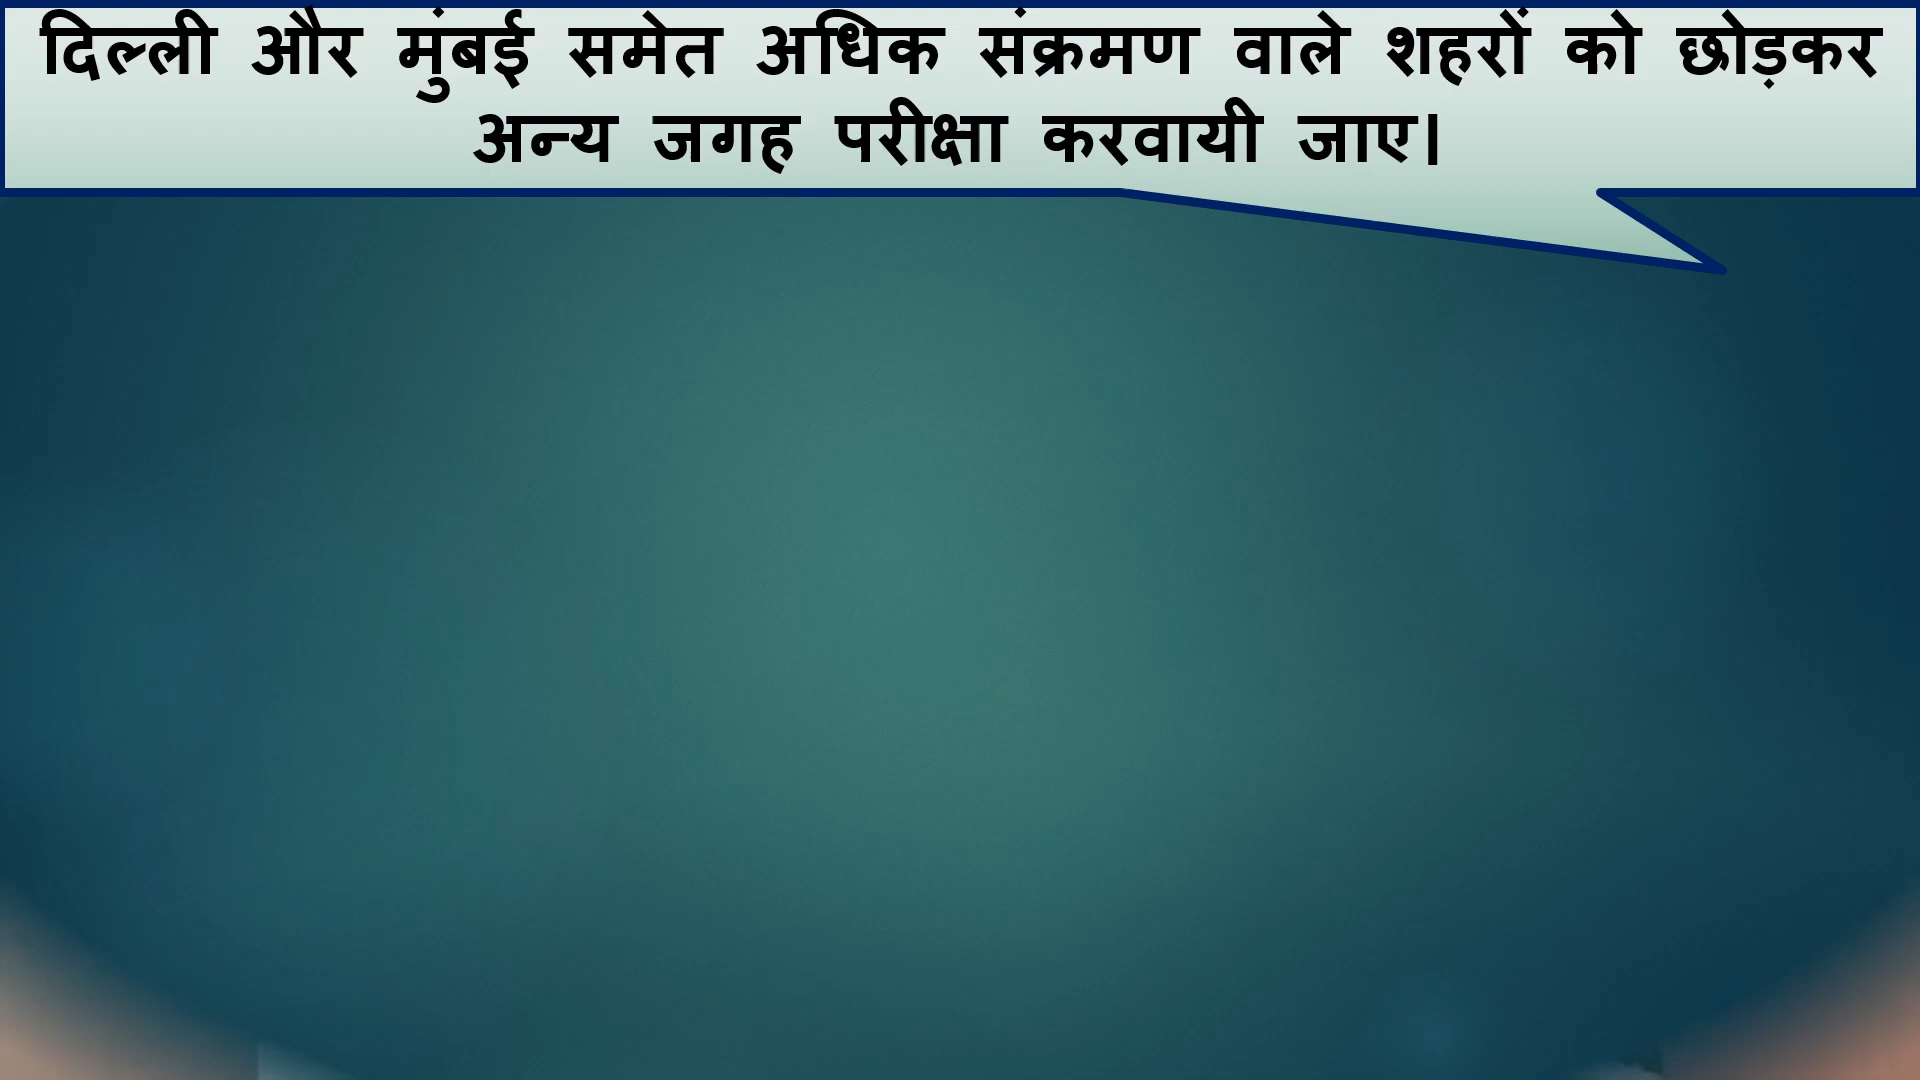 दिल्ली और मुंबई समेत अधिक संक्रमण वाले शहरों को छोड़कर
अन्य जगह परीक्षा करवायी जाए।